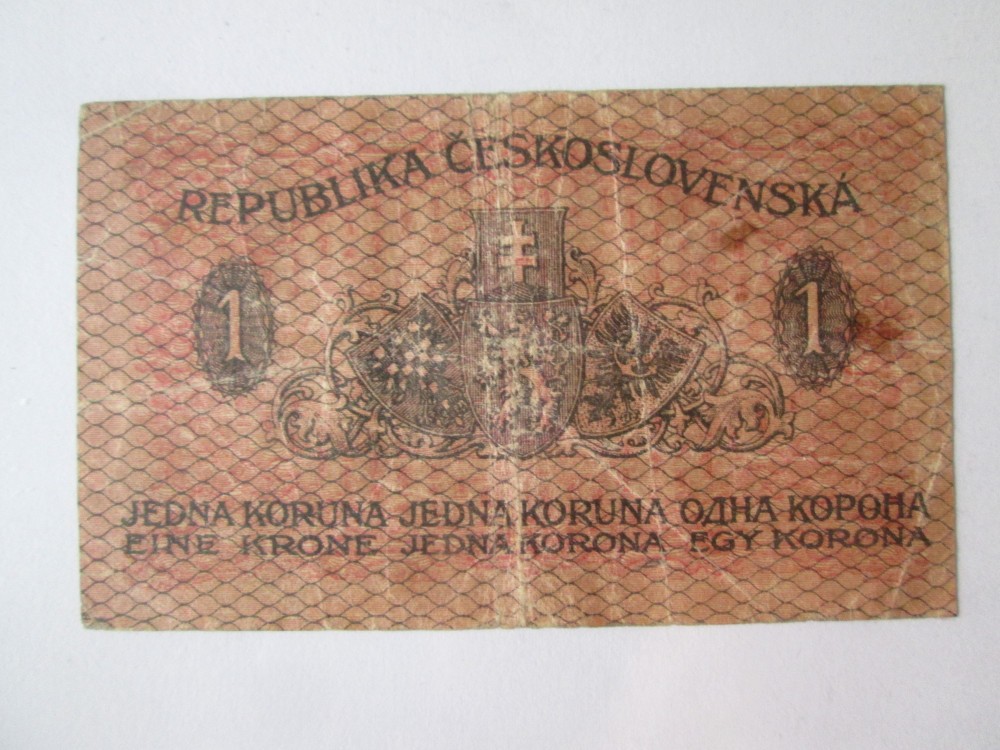 REPUBLIKA ČESKOSLOVENSKÁ
1 1
JEDNA KORUNA JEDNA KORUNA ОДНА КОРОНА
EINE KRONE JEDNA KORONA EGY KORONA